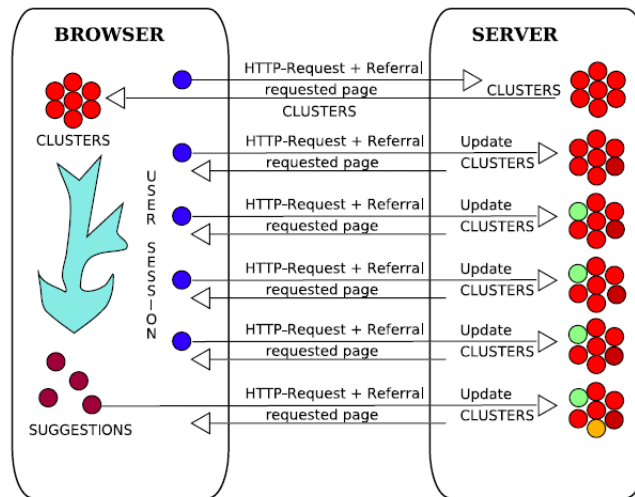 BROWSER
SERVER
HTTP-Request + Referral
requested page
CLUSTERS
CLUSTERS
CLUSTERS
USER SESSION
HTTP-Request + Referral
requested page
Update
CLUSTERS
HTTP-Request + Referral
requested page
Update
CLUSTERS
HTTP-Request + Referral
requested page
Update
CLUSTERS
HTTP-Request + Referral
requested page
Update
CLUSTERS
HTTP-Request + Referral
requested page
Update
CLUSTERS
SUGGESTIONS